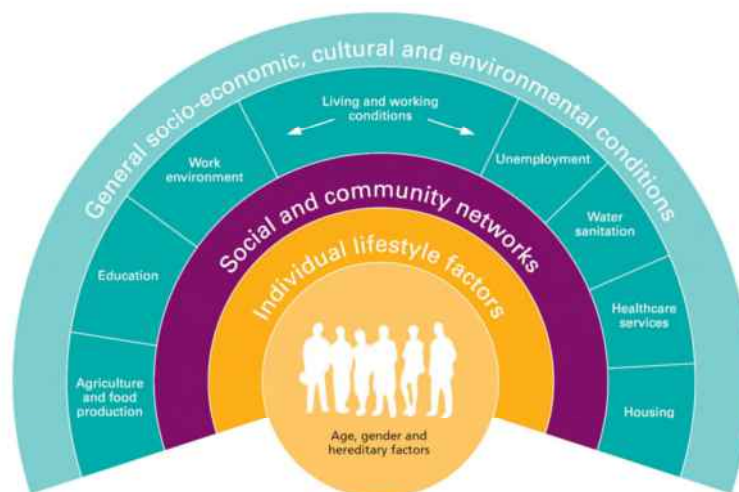 General socio-economic, cultural and environmental conditions
Living and working
conditions
Work
environment
Unemployment
Education
Water
sanitation
Agriculture
and food
production
Healthcare
services
Housing
Social and community networks
Individual lifestyle factors
Age, gender and
hereditary factors